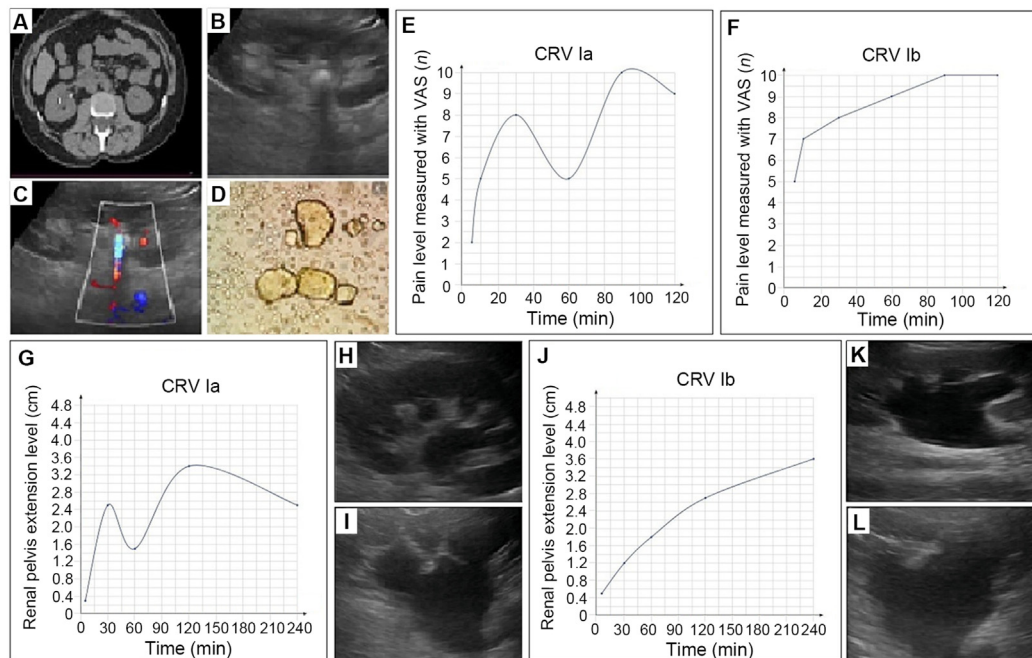 A
B
C
D
E
CRV Ia
Pain level measured with VAS (n)
10
9
8
7
6
5
4
3
2
1
0
0 20 40 60 80 100 120
Time (min)
F
CRV Ib
Pain level measured with VAS (n)
10
9
8
7
6
5
4
3
2
1
0
0 20 40 60 80 100 120
Time (min)
G
CRV Ia
Renal pelvis extension level (cm)
4.8
4.4
4.0
3.6
3.2
2.8
2.4
2.0
1.6
1.2
0.8
0.4
0
0 30 60 90 120 150 180 210 240
Time (min)
H
I
J
CRV Ib
Renal pelvis extension level (cm)
4.8
4.4
4.0
3.6
3.2
2.8
2.4
2.0
1.6
1.2
0.8
0.4
0
0 30 60 90 120 150 180 210 240
Time (min)
K
L